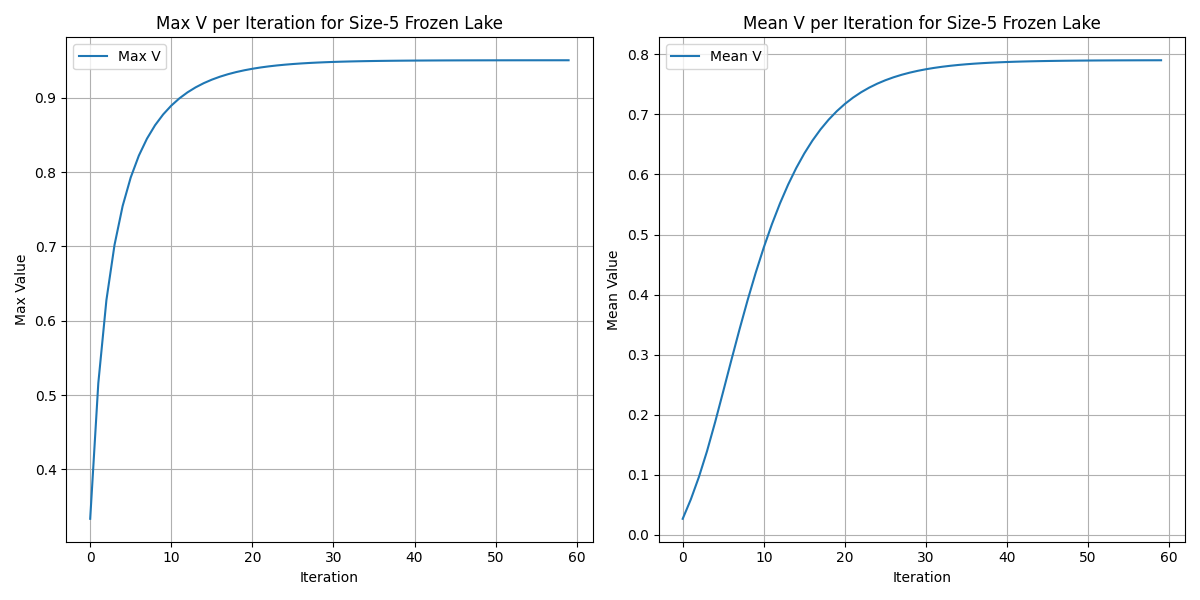 Max V per Iteration for Size-5 Frozen Lake
Max V
Max Value
0.9
0.8
0.7
0.6
0.5
0.4
0 10 20 30 40 50 60
Iteration
Mean V per Iteration for Size-5 Frozen Lake
Mean V
Mean Value
0.8
0.7
0.6
0.5
0.4
0.3
0.2
0.1
0.0
0 10 20 30 40 50 60
Iteration